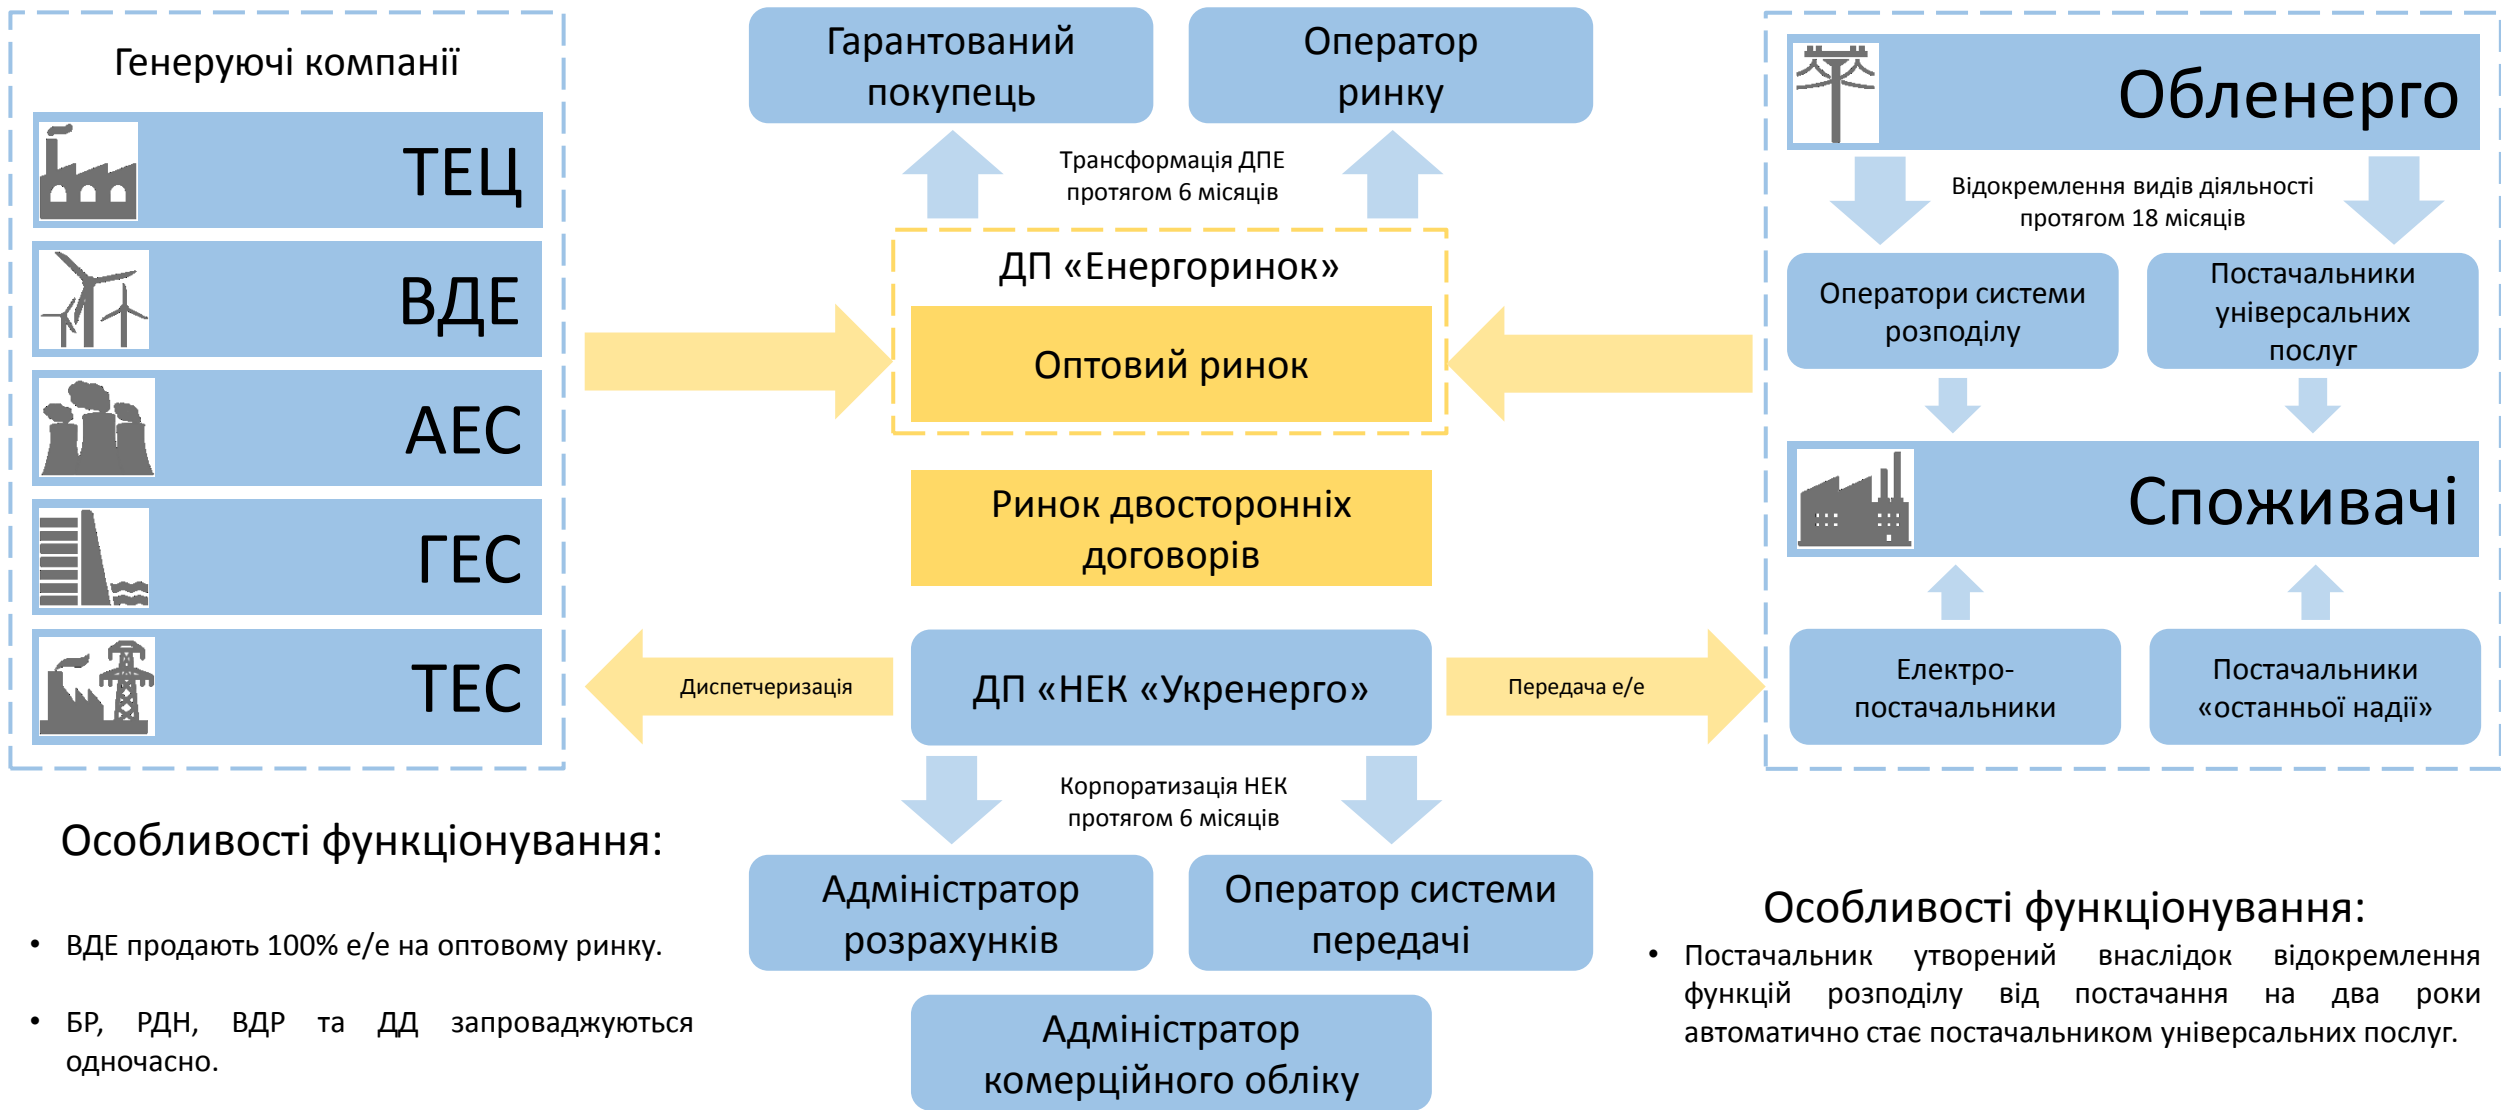 Генеруючі компанії
ТЕЦ
ВДЕ
АЕС
ГЕС
ТЕС
Особливості функціонування:
• ВДЕ продають 100% е/е на оптовому ринку.
• БР, РДН, ВДР та ДД запроваджуються
одночасно.
Гарантований
покупець
Оператор
ринку
Трансформація ДПЕ
протягом 6 місяців
ДП «Енергоринок»
Оптовий ринок
Ринок двосторонніх
договорів
Диспетчеризація
ДП «НЕК «Укренерго»
Передача е/е
Корпоратизація НЕК
протягом 6 місяців
Адміністратор
розрахунків
Оператор системи
передачі
Адміністратор
комерційного обліку
Обленерго
Відокремлення видів діяльності
протягом 18 місяців
Оператори системи
розподілу
Постачальники
універсальних
послуг
Споживачі
Електро-
постачальники
Постачальники
«останньої надії»
Особливості функціонування:
• Постачальник утворений внаслідок відокремлення
функцій розподілу від постачання на два роки
автоматично стає постачальником універсальних послуг.